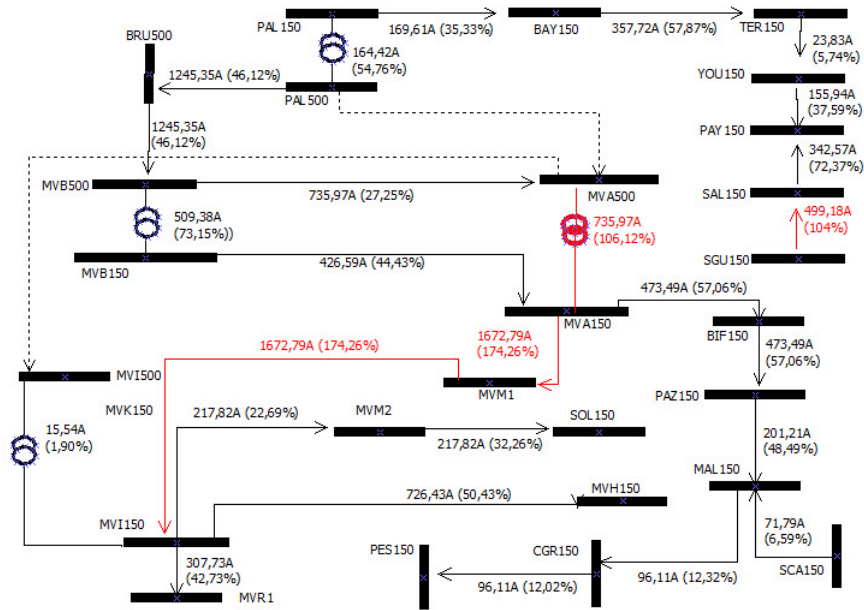 PAL150
169,61A (35,33%)
BAY150
357,72A (57,87%)
TER150
BRU500
164,42A
(54,76%)
23,83A
(5,74%)
1245,35A (46,12%)
PAL500
YOU150
155,94A
(37,59%)
1245,35A
(46,12%)
PAY150
342,57A
(72,37%)
MVB500
735,97A (27,25%)
MVA500
SAL150
509,38A
(73,15%))
735,97A
(106,12%)
499,18A
(104%)
MVB150
426,59A (44,43%)
SGU150
473,49A (57,06%)
MVA150
BIF150
1672,79A (174,26%)
1672,79A
(174,26%)
473,49A
(57,06%)
MVI500
MVK150
MVM1
PAZ150
15,54A
(1,90%)
217,82A (22,69%)
MVM2
SOL150
217,82A (32,26%)
201,21A
(48,49%)
726,43A (50,43%)
MVH150
MAL150
MVI150
71,79A
(6,59%)
307,73A
(42,73%)
PES150
CGR150
SCA150
96,11A (12,02%)
96,11A (12,32%)
MVR1